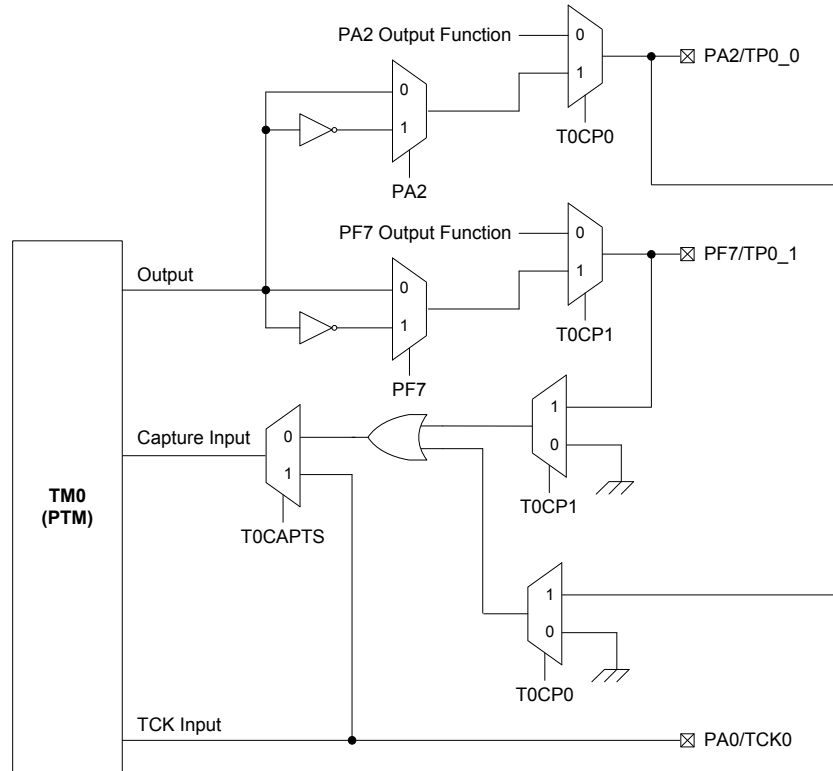 PA2 Output Function
0
1
T0CP0
PA2/TP0_0
0
1
PA2
PF7 Output Function
0
1
T0CP1
PF7/TP0_1
Output
0
1
PF7
Capture Input
0
1
T0CAPTS
1
0
T0CP1
TM0
(PTM)
1
0
T0CP0
TCK Input
PA0/TCK0